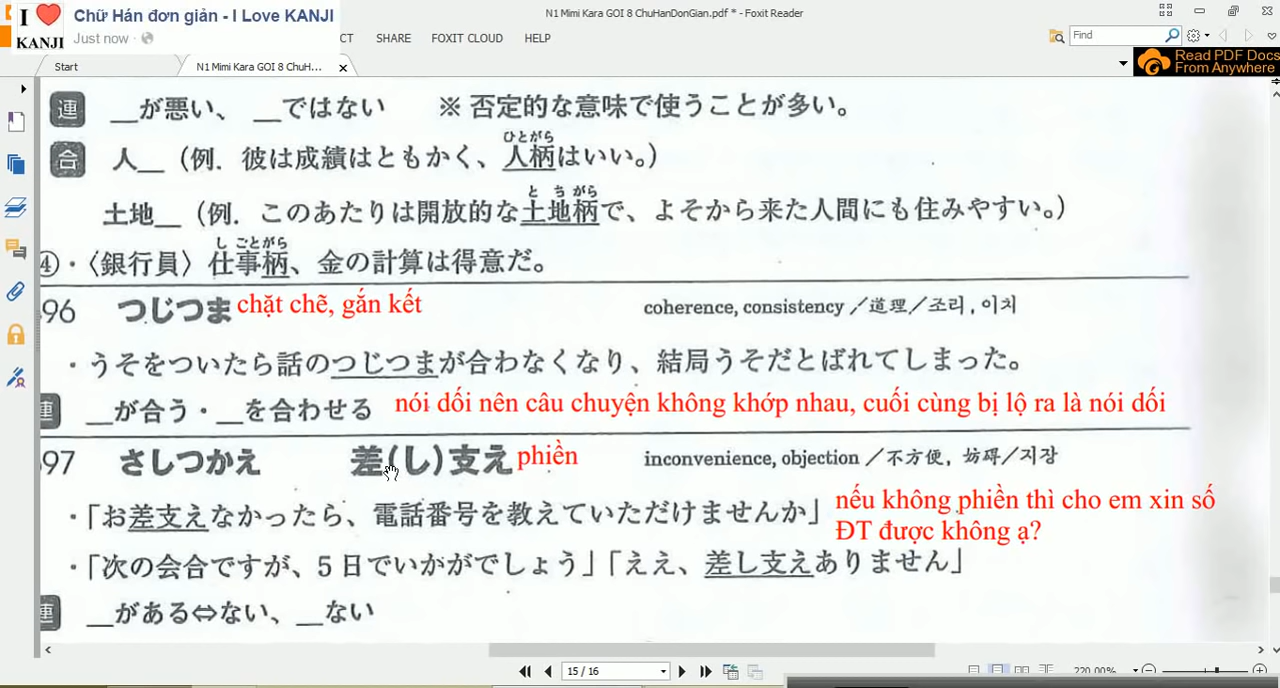 Chữ Hán đơn giản - I Love KANJI
I ❤ KANJI
Just now
N1 Mimi Kara GOI 8 ChuHanDonGian.pdf * - Foxit Reader
CT SHARE FOXIT CLOUD HELP
Find
Start
N1 Mimi Kara GOI 8 ChuH...
Read PDF Docs
From Anywhere
連 __が悪い、 __ではない ※ 否定的な意味で使うことが多い。
ひとがら
合 人__ (例. 彼は成績はともかく、人柄はいい。)
とちがら
土地__ (例. このあたりは開放的な土地柄で、よそから来た人間にも住みやすい。)
しごとがら
④・〈銀行員〉仕事柄、金の計算は得意だ。
96 つじつま chặt chẽ, gắn kết coherence, consistency/道理/조리, 이치
・うそをついたら話のつじつまが合わなくなり、結局うそだとばれてしまった。
連 __が合う・__を合わせる nói dối nên câu chuyện không khớp nhau, cuối cùng bị lộ ra là nói dối
97 さしつかえ 差(し)支え phiền inconvenience, objection/不方便, 妨碍/지장
・「お差支えなかったら、電話番号を教えていただけませんか」 nếu không phiền thì cho em xin số
ĐT được không ạ?
・「次の会合ですが、5日でいかがでしょう」「ええ、差し支えありません」
連 __がある⇔ない、__ない
15 / 16
220.00%